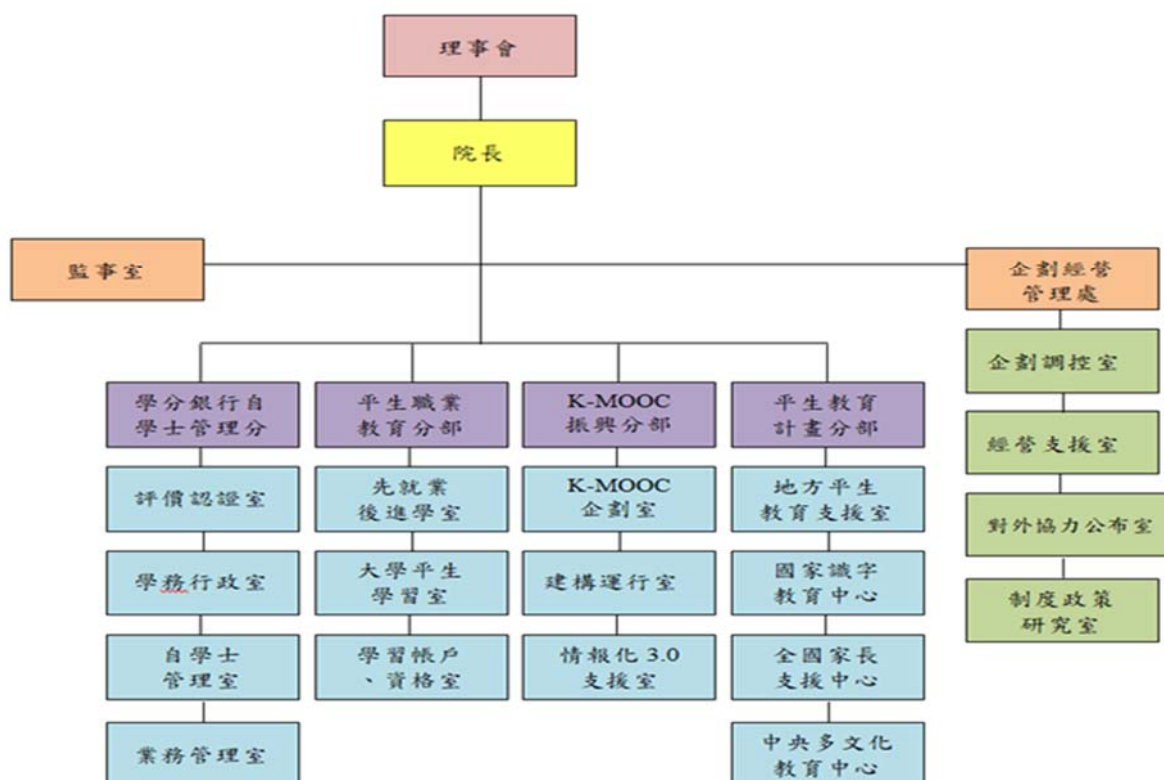 理事會
院長
監事室
企劃經營
管理處
企劃調控室
經營支援室
對外協力公布室
制度政策
研究室
學分銀行自
學士管理分
評價認證室
學務行政室
自學士
管理室
業務管理室
平生職業
教育分部
先就業
後進學室
大學平生
學習室
學習帳戶
、資格室
K-MOOC
振興分部
K-MOOC
企劃室
建構運行室
情報化 3.0
支援室
平生教育
計畫分部
地方平生
教育支援室
國家識字
教育中心
全國家長
支援中心
中央多文化
教育中心